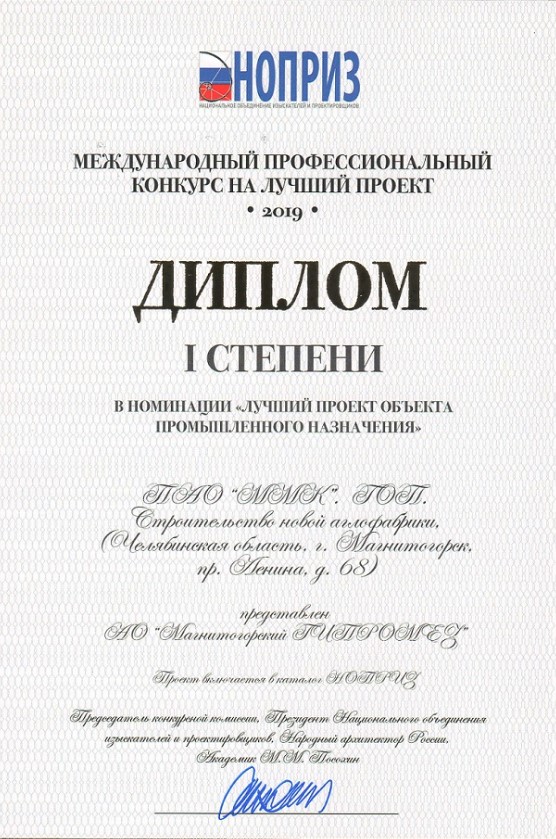 НОПРИЗ
НАЦИОНАЛЬНОЕ ОБЪЕДИНЕНИЕ ИЗЫСКАТЕЛЕЙ И ПРОЕКТИРОВЩИКОВ
МЕЖДУНАРОДНЫЙ ПРОФЕССИОНАЛЬНЫЙ
КОНКУРС НА ЛУЧШИЙ ПРОЕКТ
• 2019 •
ДИПЛОМ
I СТЕПЕНИ
В НОМИНАЦИИ «ЛУЧШИЙ ПРОЕКТ ОБЪЕКТА
ПРОМЫШЛЕННОГО НАЗНАЧЕНИЯ»
ПАО "ММК". ГОП.
Строительство новой аглофабрики,
(Челябинская область, г. Магнитогорск,
пр. Ленина, д. 68)
представлен
АО "Магнитогорский ГИПРОМЕЗ"
Проект включается в каталог НОПРИЗ
Председатель конкурсной комиссии, Президент Национального объединения
изыскателей и проектировщиков, Народный архитектор России,
Академик М.М. Посохин